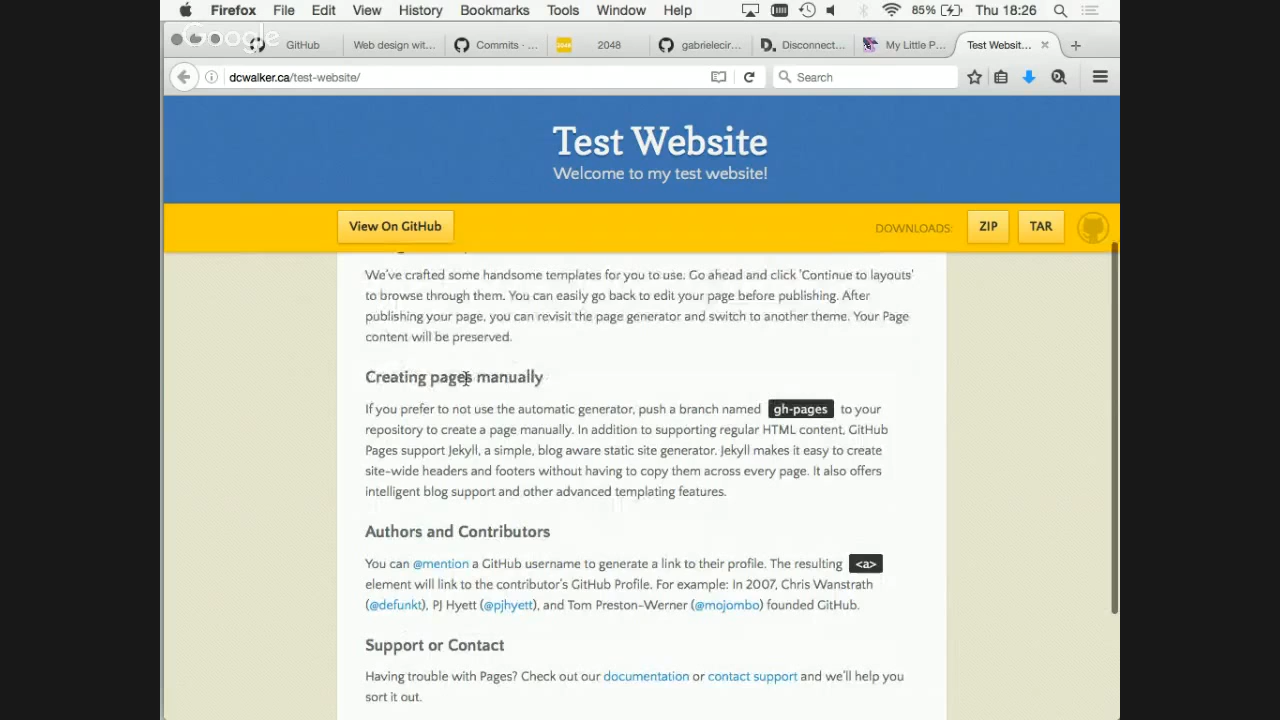 Firefox File Edit View History Bookmarks Tools Window Help 85% Thu 18:26
Google
GitHub Web design wit... Commits · ... 2048 2048 gabrielecir... D. Disconnect... My Little P... Test Websit... × +
dcwalker.ca/test-website/ Search
Test Website
Welcome to my test website!
View On GitHub DOWNLOADS: ZIP TAR
We've crafted some handsome templates for you to use. Go ahead and click 'Continue to layouts'
to browse through them. You can easily go back to edit your page before publishing. After
publishing your page, you can revisit the page generator and switch to another theme. Your Page
content will be preserved.
Creating pages manually
If you prefer to not use the automatic generator, push a branch named gh-pages to your
repository to create a page manually. In addition to supporting regular HTML content, GitHub
Pages support Jekyll, a simple, blog aware static site generator. Jekyll makes it easy to create
site-wide headers and footers without having to copy them across every page. It also offers
intelligent blog support and other advanced templating features.
Authors and Contributors
You can @mention a GitHub username to generate a link to their profile. The resulting <a>
element will link to the contributor's GitHub Profile. For example: In 2007, Chris Wanstrath
(@defunkt), PJ Hyett (@pjhyett), and Tom Preston-Werner (@mojombo) founded GitHub.
Support or Contact
Having trouble with Pages? Check out our documentation or contact support and we'll help you
sort it out.